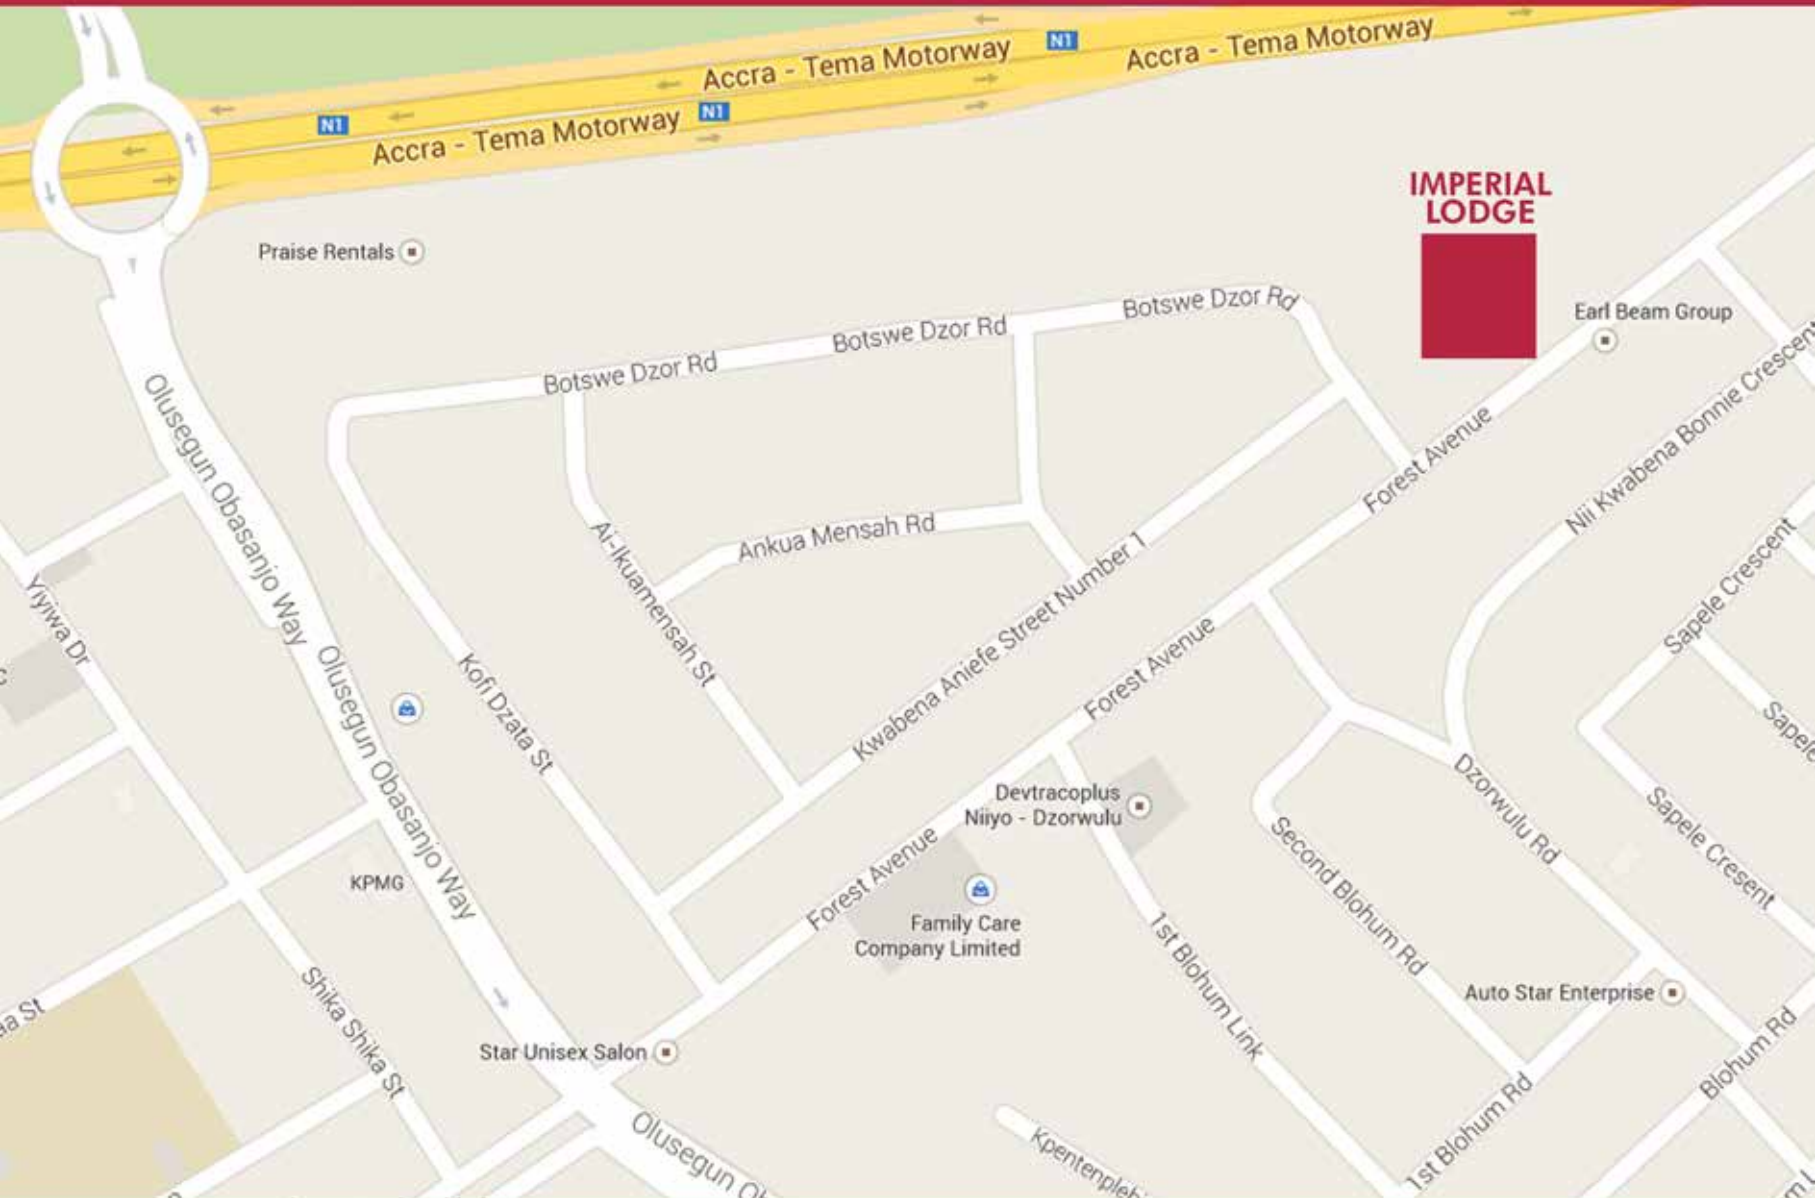 Accra - Tema Motorway
N1
Accra - Tema Motorway
N1
Accra - Tema Motorway
N1
IMPERIAL
LODGE
Praise Rentals
Earl Beam Group
Botswe Dzor Rd
Botswe Dzor Rd
Botswe Dzor Rd
Olusegun Obasanjo Way
Forest Avenue
Nii Kwabena Bonnie Crescent
Ankua Mensah Rd
Ai-Ikuamensah St
Kwabena Aniefe Street Number 1
Sapele Crescent
Yiyiwa Dr
Kofi Dzata St
Olusegun Obasanjo Way
Forest Avenue
Sapele
Devtracoplus
Niiyo - Dzorwulu
Dzorwulu Rd
Sapele Cresent
Forest Avenue
Second Blohum Rd
KPMG
Family Care
Company Limited
1st Blohum Link
Shika Shika St
Auto Star Enterprise
Star Unisex Salon
Blohum Rd
1st Blohum Rd
Olusegun
St